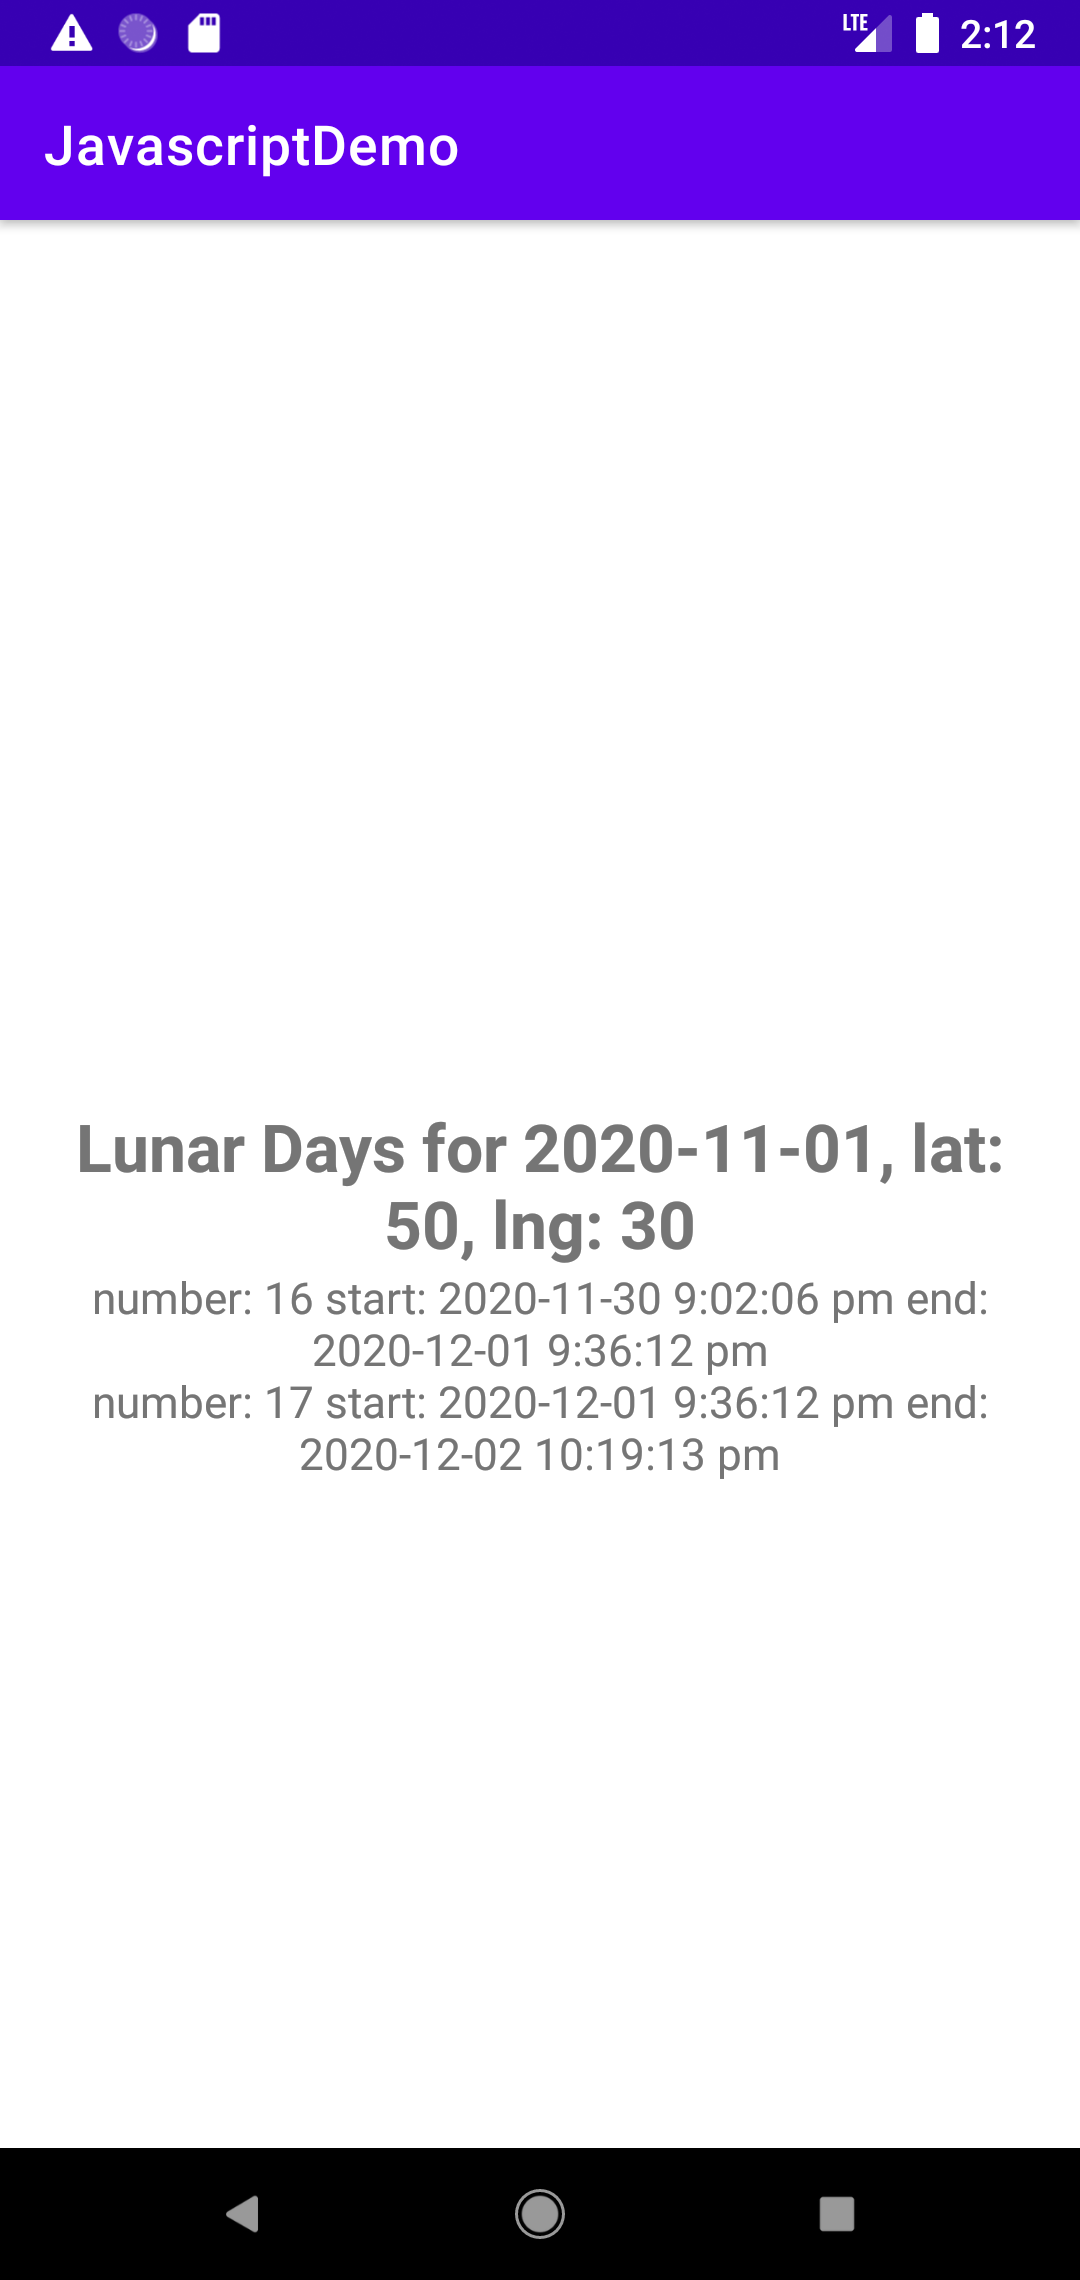 LTE 2:12
JavascriptDemo
Lunar Days for 2020-11-01, lat:
50, lng: 30
number: 16 start: 2020-11-30 9:02:06 pm end:
2020-12-01 9:36:12 pm
number: 17 start: 2020-12-01 9:36:12 pm end:
2020-12-02 10:19:13 pm